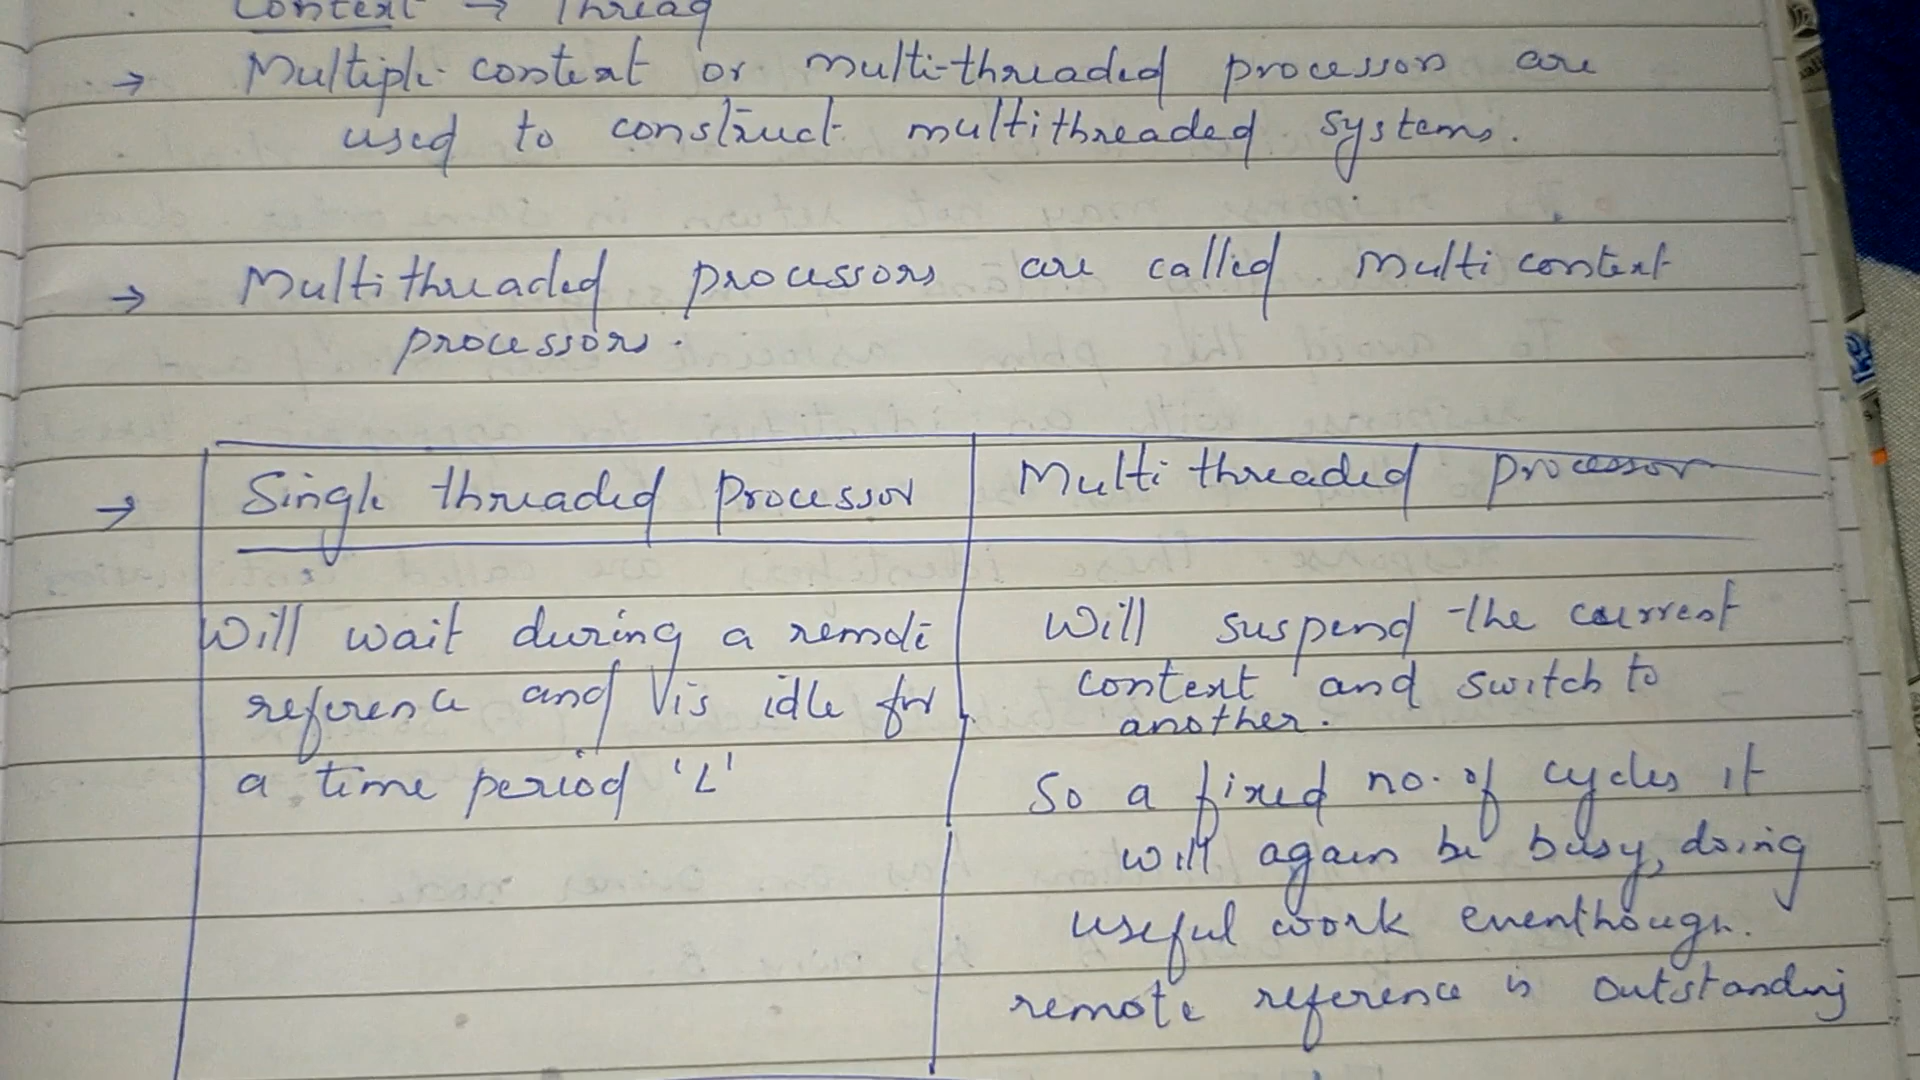 Context → Thread
→ Multiple context or multi-threaded processors are
used to construct multithreaded systems.
→ Multithreaded processors are called multi context
processors.
→ Single threaded Processor
Will wait during a remote
reference and is idle for
a time period 'L'
Multi threaded processor
Will suspend the current
context and switch to
another.
So a fixed no. of cycles it
will again be busy, doing
useful work eventhough.
remote reference is outstanding